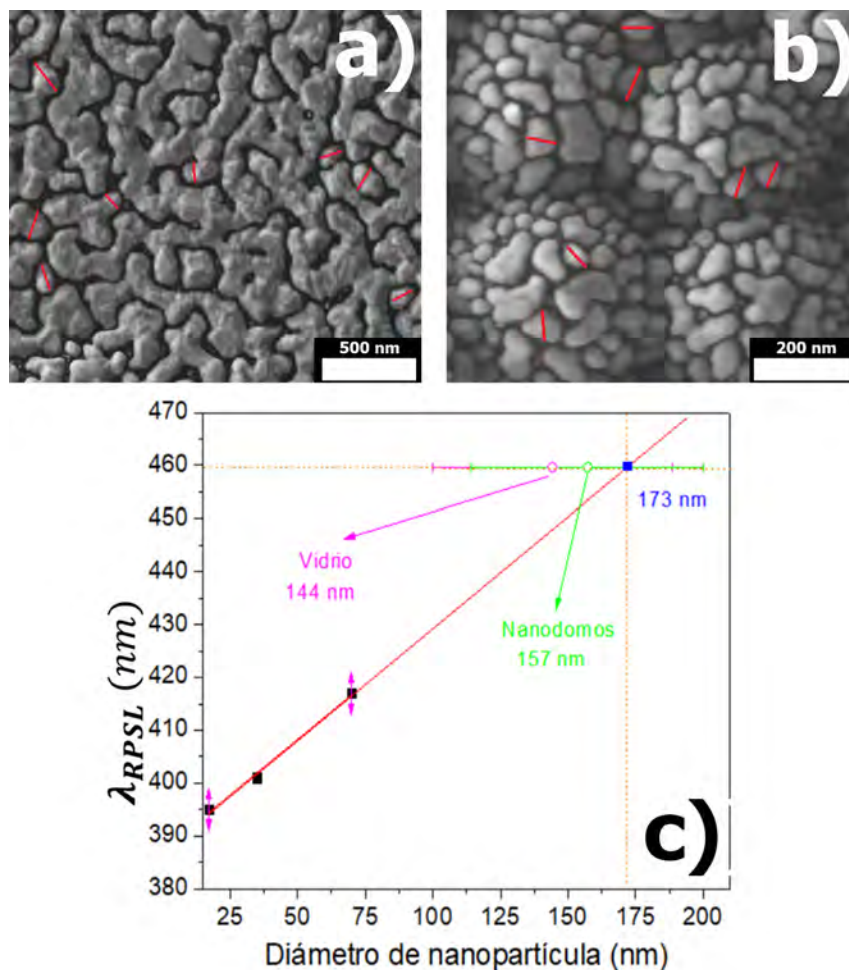 a)
b)
500 nm
200 nm
470
460
450
440
430
420
410
400
390
380
λRPSL (nm)
173 nm
Vidrio
144 nm
Nanodomos
157 nm
c)
25 50 75 100 125 150 175 200
Diámetro de nanopartícula (nm)